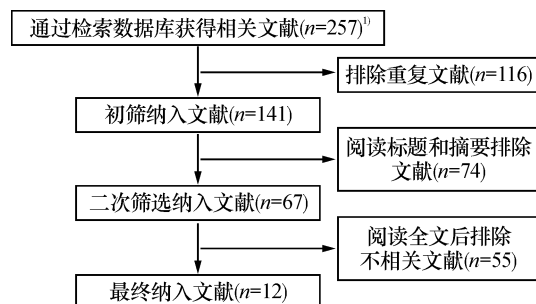 通过检索数据库获得相关文献(n=257)¹⁾
排除重复文献(n=116)
初筛纳入文献(n=141)
阅读标题和摘要排除
文献(n=74)
二次筛选纳入文献(n=67)
阅读全文后排除
不相关文献(n=55)
最终纳入文献(n=12)